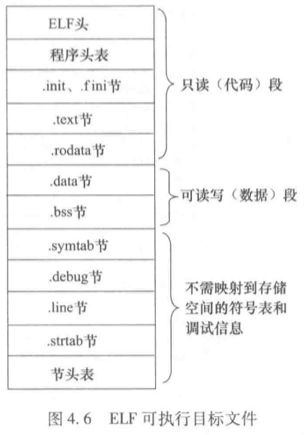 ELF头
程序头表
.init、.fini节
.text节
.rodata节
只读（代码）段
.data节
.bss节
可读写（数据）段
.symtab节
.debug节
.line节
.strtab节
节头表
不需映射到存储
空间的符号表和
调试信息
图 4.6 ELF 可执行目标文件